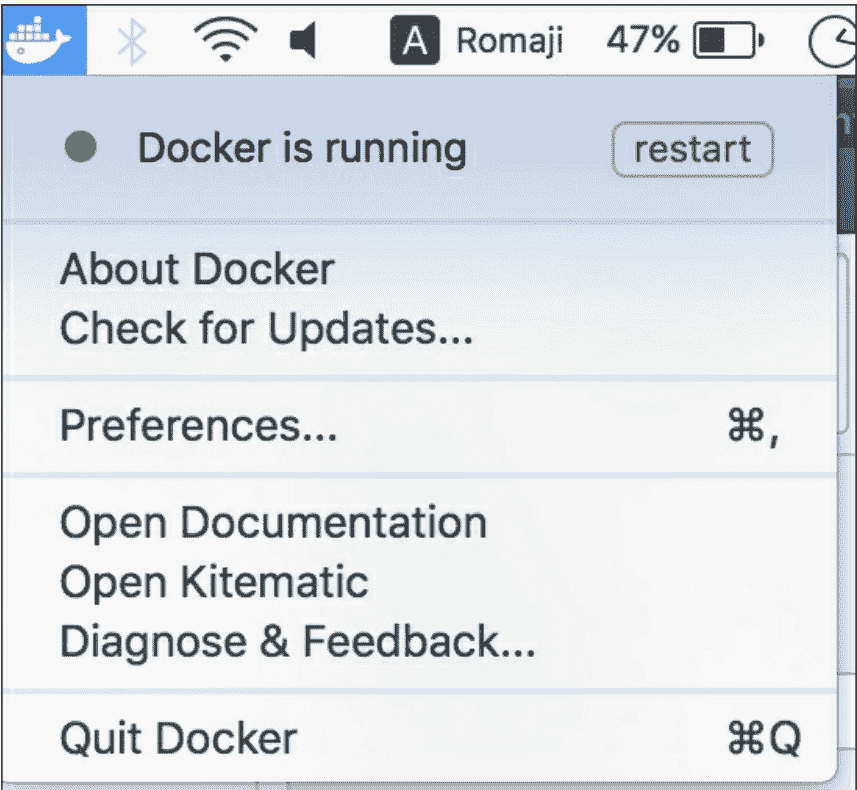 A Romaji 47%
Docker is running restart
About Docker
Check for Updates...
Preferences... ⌘,
Open Documentation
Open Kitematic
Diagnose & Feedback...
Quit Docker ⌘Q